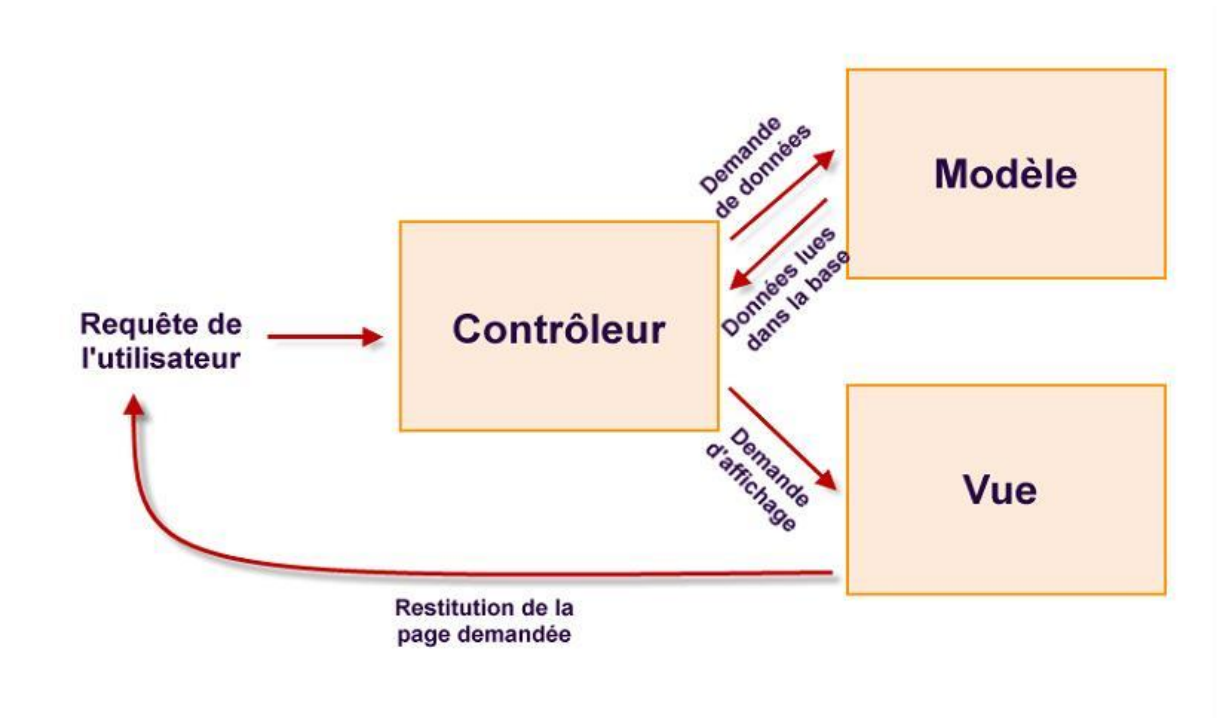 Demande
de données
Modèle
Données lues
dans la base
Requête de
l'utilisateur
Contrôleur
Demande
d'affichage
Vue
Restitution de la
page demandée